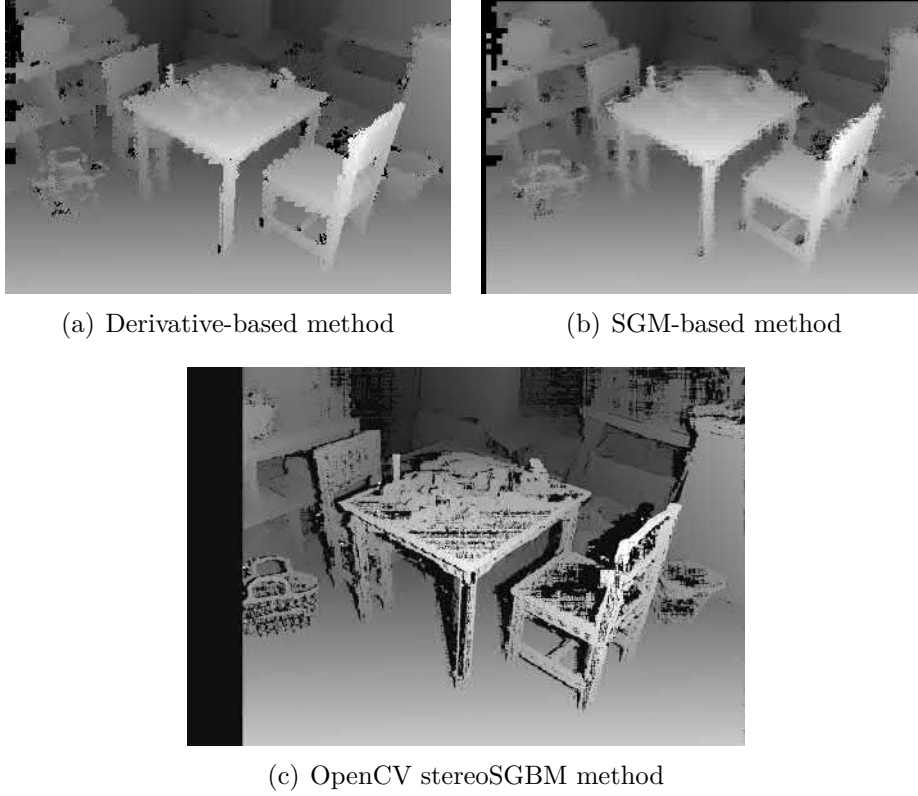 (a) Derivative-based method
(b) SGM-based method
(c) OpenCV stereoSGBM method